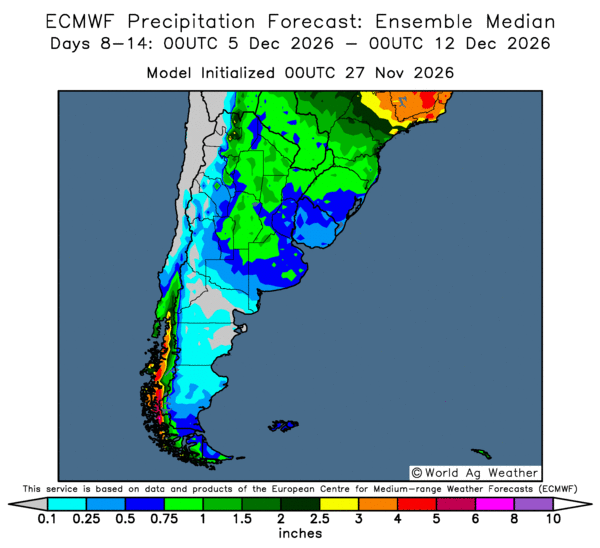 ECMWF Precipitation Forecast: Ensemble Median
Days 8-14: 00UTC 5 Dec 2026 - 00UTC 12 Dec 2026
Model Initialized 00UTC 27 Nov 2026
© World Ag Weather
This service is based on data and products of the European Centre for Medium-range Weather Forecasts (ECMWF)
0.1 0.25 0.5 0.75 1 1.5 2 2.5 3 4 5 6 8 10
inches